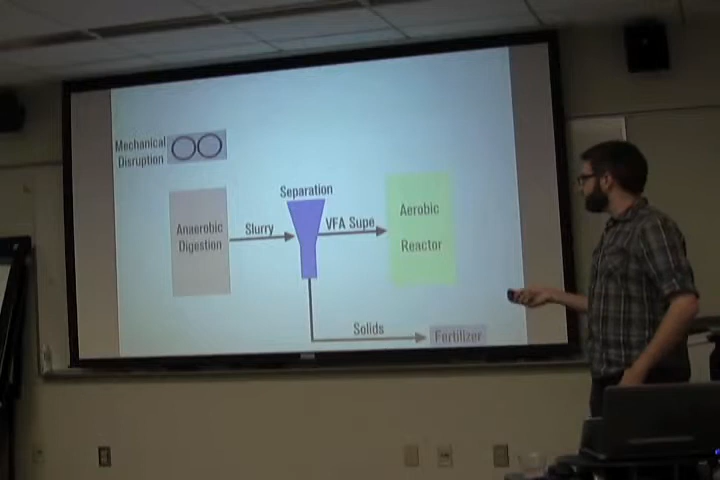 Mechanical
Disruption
Separation
Anaerobic
Digestion
Slurry
VFA Supe
Aerobic
Reactor
Solids
Fertilizer